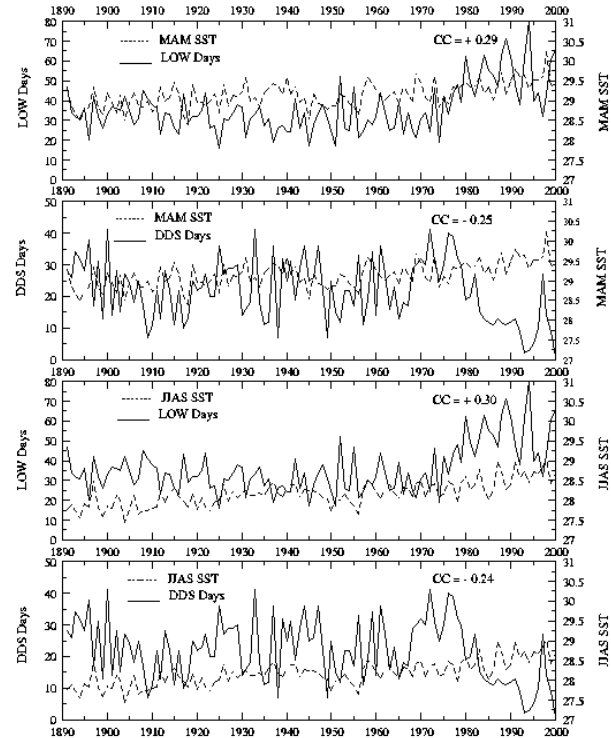 1890 1900 1910 1920 1930 1940 1950 1960 1970 1980 1990 2000
80 31
70 30.5
60 30
50 29.5
40 29
30 28.5
20 28
10 27.5
0 27
MAM SST
LOW Days
CC = + 0.29
LOW Days
MAM SST
1890 1900 1910 1920 1930 1940 1950 1960 1970 1980 1990 2000
50 31
40 30.5
30 30
20 29.5
10 29
0 28.5
28
27.5
27
MAM SST
DDS Days
CC = - 0.25
DDS Days
MAM SST
1890 1900 1910 1920 1930 1940 1950 1960 1970 1980 1990 2000
80 31
70 30.5
60 30
50 29.5
40 29
30 28.5
20 28
10 27.5
0 27
JJAS SST
LOW Days
CC = + 0.30
LOW Days
JJAS SST
1890 1900 1910 1920 1930 1940 1950 1960 1970 1980 1990 2000
50 31
40 30.5
30 30
20 29.5
10 29
0 28.5
28
27.5
27
JJAS SST
DDS Days
CC = - 0.24
DDS Days
JJAS SST
1890 1900 1910 1920 1930 1940 1950 1960 1970 1980 1990 2000